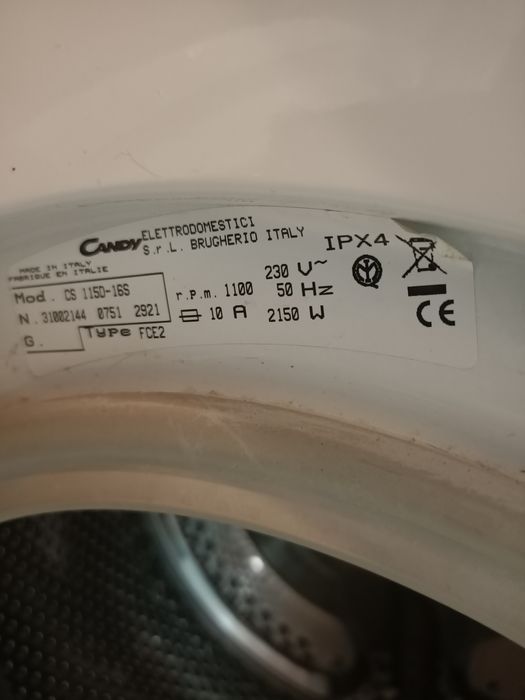 CANDY ELETTRODOMESTICI
S.r.L. BRUGHERIO ITALY
IPX4
MADE IN ITALY
FABRIQUE EN ITALIE
230 V~
Mod. CS 115D-16S
r.p.m. 1100 50 Hz
N. 31002144 0751 2921
10 A 2150 W
G.
Type FCE2
CE